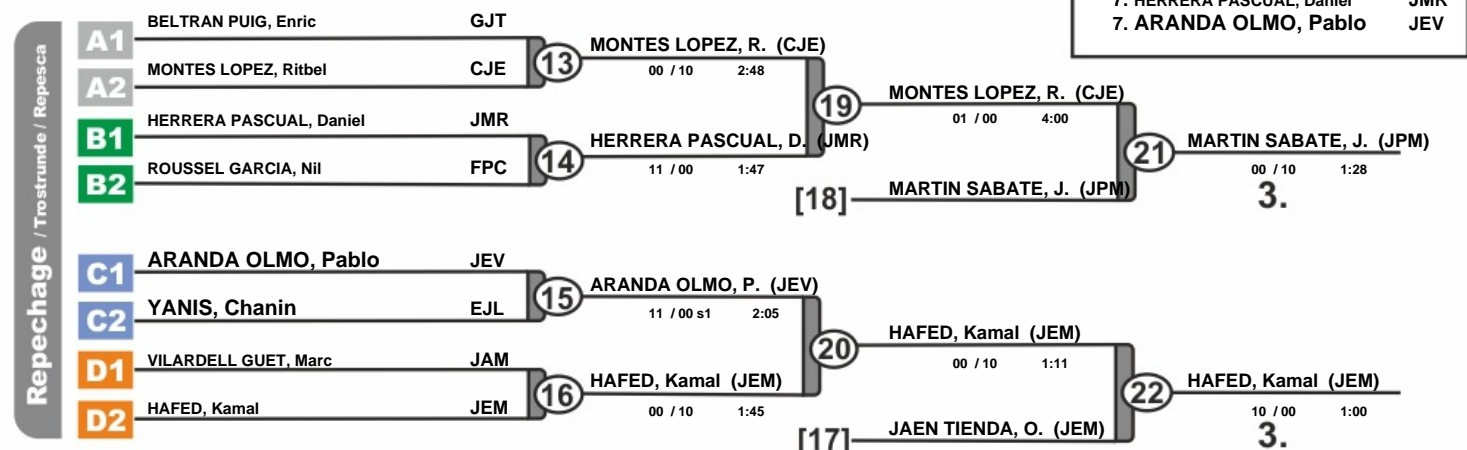 7. HERRERA PASCUAL, Daniel JMR
7. ARANDA OLMO, Pablo JEV
Repechage / Trostrunde / Repesca
A1 BELTRAN PUIG, Enric GJT
A2 MONTES LOPEZ, Ritbel CJE
13 MONTES LOPEZ, R. (CJE)
00 / 10 2:48
B1 HERRERA PASCUAL, Daniel JMR
B2 ROUSSEL GARCIA, Nil FPC
14 HERRERA PASCUAL, D. (JMR)
11 / 00 1:47
19 MONTES LOPEZ, R. (CJE)
01 / 00 4:00
[18] MARTIN SABATE, J. (JPM)
21 MARTIN SABATE, J. (JPM)
00 / 10 1:28
3.
C1 ARANDA OLMO, Pablo JEV
C2 YANIS, Chanin EJL
15 ARANDA OLMO, P. (JEV)
11 / 00 s1 2:05
D1 VILARDELL GUET, Marc JAM
D2 HAFED, Kamal JEM
16 HAFED, Kamal (JEM)
00 / 10 1:45
20 HAFED, Kamal (JEM)
00 / 10 1:11
[17] JAEN TIENDA, O. (JEM)
22 HAFED, Kamal (JEM)
10 / 00 1:00
3.